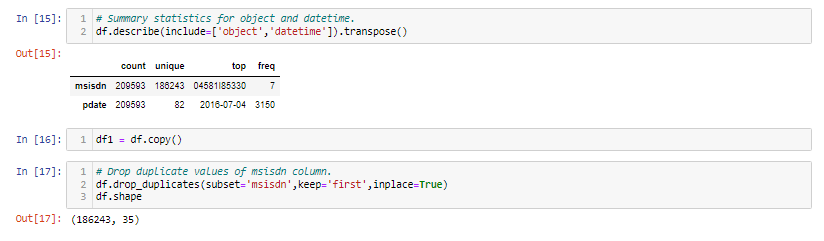 In [15]:
1 # Summary statistics for object and datetime.
2 df.describe(include=['object','datetime']).transpose()
Out[15]:
count unique top freq
msisdn 209593 186243 04581I85330 7
pdate 209593 82 2016-07-04 3150
In [16]: 1 df1 = df.copy()
In [17]:
1 # Drop duplicate values of msisdn column.
2 df.drop_duplicates(subset='msisdn',keep='first',inplace=True)
3 df.shape
Out[17]: (186243, 35)